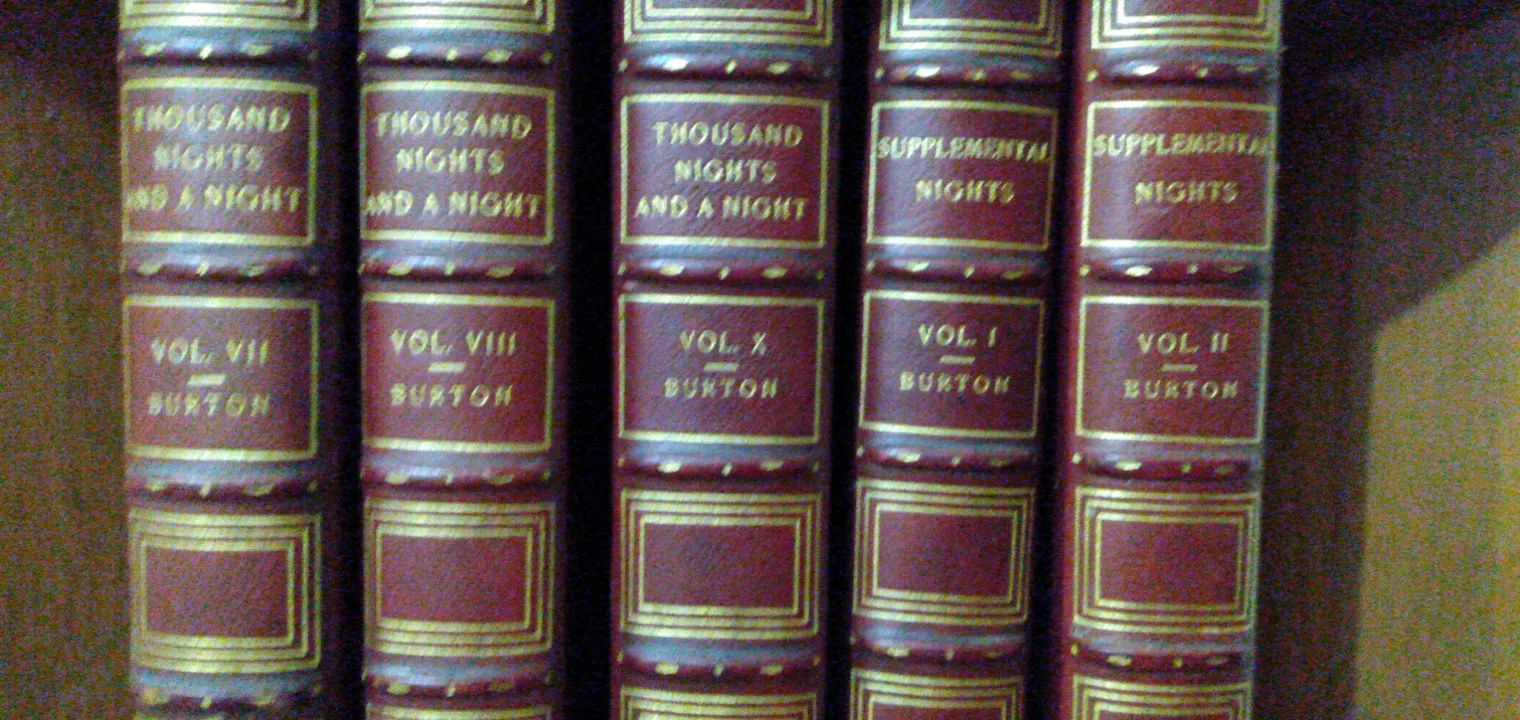 THOUSAND
NIGHTS
AND A NIGHT
VOL. VII
BURTON
THOUSAND
NIGHTS
AND A NIGHT
VOL. VIII
BURTON
THOUSAND
NIGHTS
AND A NIGHT
VOL. X
BURTON
SUPPLEMENTAL
NIGHTS
VOL. I
BURTON
SUPPLEMENTAL
NIGHTS
VOL. II
BURTON